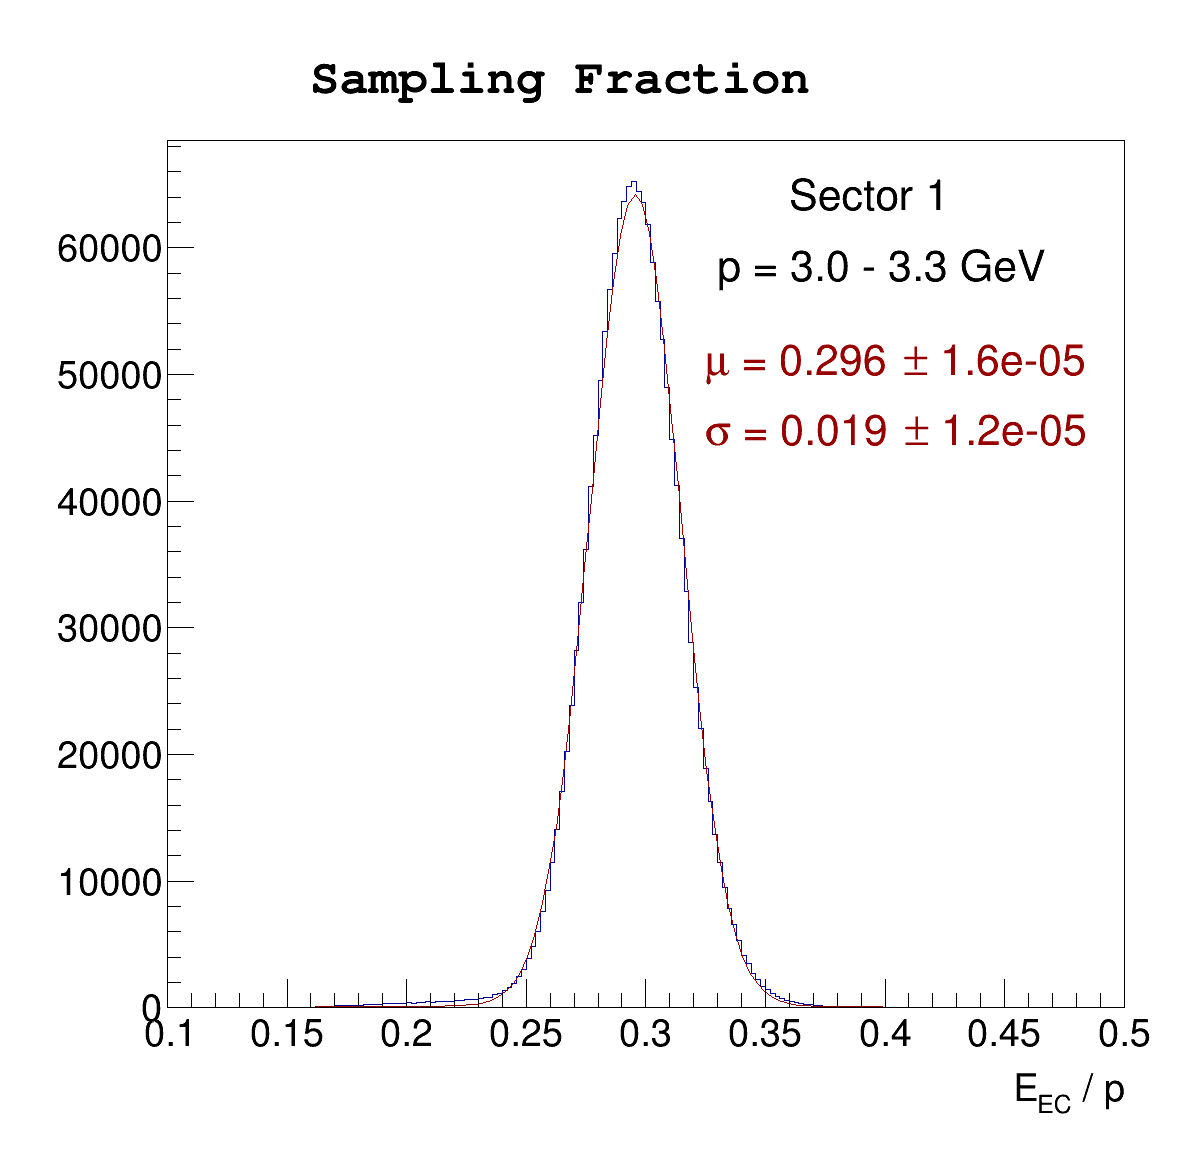 Sampling Fraction
Sector 1
p = 3.0 - 3.3 GeV
μ = 0.296 ± 1.6e-05
σ = 0.019 ± 1.2e-05
60000
50000
40000
30000
20000
10000
0
0.1 0.15 0.2 0.25 0.3 0.35 0.4 0.45 0.5
E_EC / p